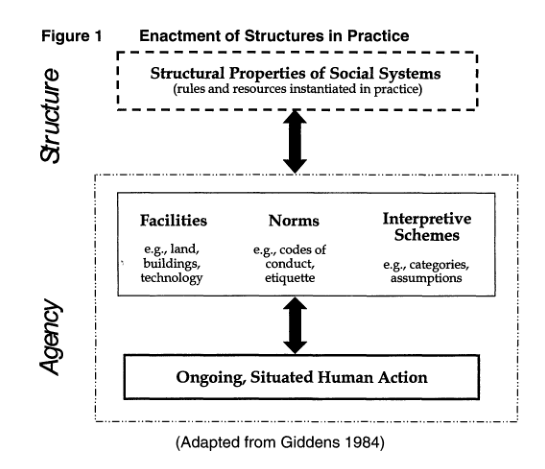 Figure 1 Enactment of Structures in Practice
Structure
Structural Properties of Social Systems
(rules and resources instantiated in practice)
Agency
Facilities
e.g., land,
buildings,
technology
Norms
e.g., codes of
conduct,
etiquette
Interpretive
Schemes
e.g., categories,
assumptions
Ongoing, Situated Human Action
(Adapted from Giddens 1984)